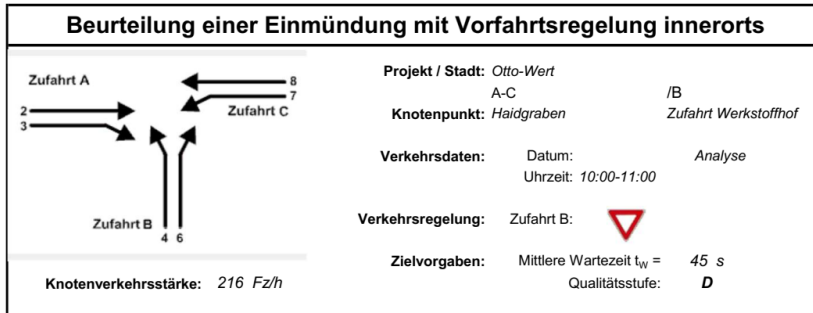 Beurteilung einer Einmündung mit Vorfahrtsregelung innerorts
Zufahrt A
8
7
Zufahrt C
2
3
Zufahrt B
4 6
Knotenverkehrsstärke: 216 Fz/h
Projekt / Stadt: Otto-Wert
A-C /B
Knotenpunkt: Haidgraben Zufahrt Werkstoffhof
Verkehrsdaten: Datum: Analyse
Uhrzeit: 10:00-11:00
Verkehrsregelung: Zufahrt B:
Zielvorgaben: Mittlere Wartezeit tW = 45 s
Qualitätsstufe: D